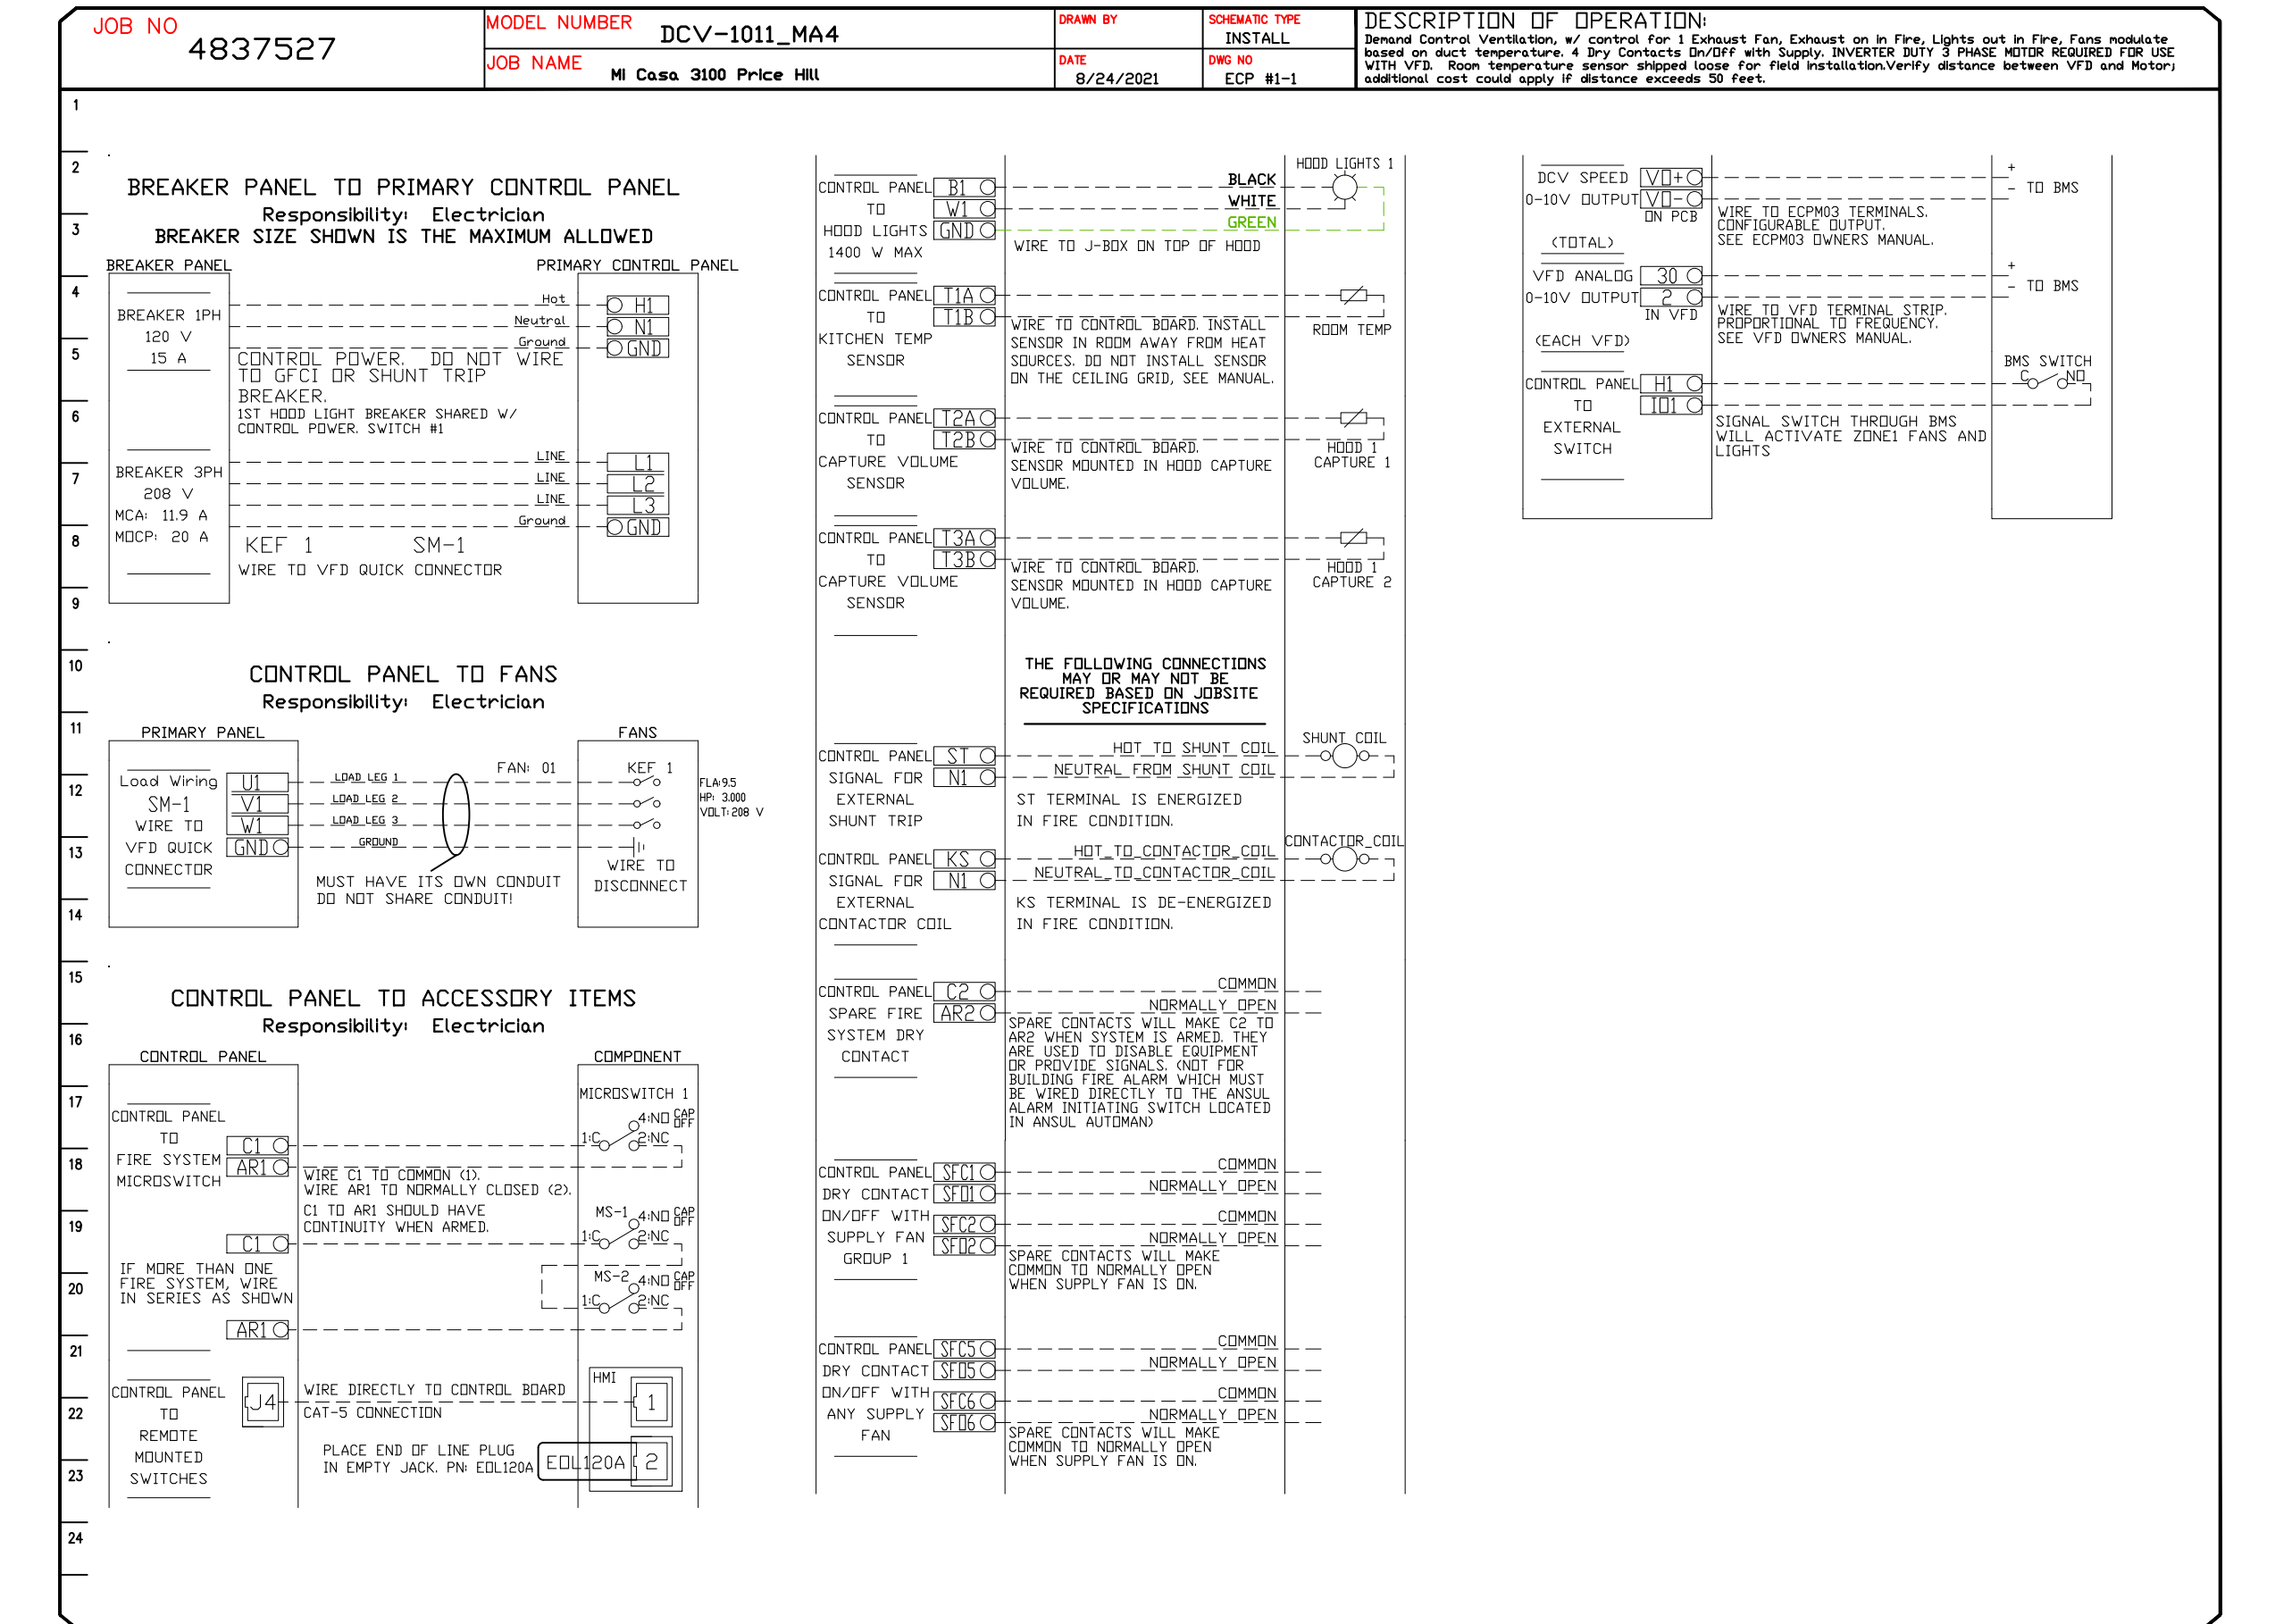 JOB NO
4837527
MODEL NUMBER
DCV-1011_MA4
JOB NAME
Mi Casa 3100 Price Hill
DRAWN BY
DATE
8/24/2021
SCHEMATIC TYPE
INSTALL
DWG NO
ECP #1-1
DESCRIPTION OF OPERATION:
Demand Control Ventilation, w/ control for 1 Exhaust Fan, Exhaust on in Fire, Lights out in Fire, Fans modulate
based on duct temperature. 4 Dry Contacts On/Off with Supply. INVERTER DUTY 3 PHASE MOTOR REQUIRED FOR USE
WITH VFD. Room temperature sensor shipped loose for field installation.Verify distance between VFD and Motor;
additional cost could apply if distance exceeds 50 feet.
1
2
3
4
5
6
7
8
9
10
11
12
13
14
15
16
17
18
19
20
21
22
23
24
BREAKER PANEL TO PRIMARY CONTROL PANEL
Responsibility: Electrician
BREAKER SIZE SHOWN IS THE MAXIMUM ALLOWED
BREAKER PANEL
PRIMARY CONTROL PANEL
BREAKER 1PH
120 V
15 A
Hot
H1
Neutral
N1
Ground
GND
CONTROL POWER. DO NOT WIRE
TO GFCI OR SHUNT TRIP
BREAKER.
1ST HOOD LIGHT BREAKER SHARED W/
CONTROL POWER. SWITCH #1
BREAKER 3PH
208 V
MCA: 11.9 A
MOCP: 20 A
LINE
L1
LINE
L2
LINE
L3
Ground
GND
KEF 1 SM-1
WIRE TO VFD QUICK CONNECTOR
CONTROL PANEL TO FANS
Responsibility: Electrician
PRIMARY PANEL
FANS
Load Wiring
SM-1
WIRE TO
VFD QUICK
CONNECTOR
U1
V1
W1
GND
LOAD LEG 1
LOAD LEG 2
LOAD LEG 3
GROUND
FAN: 01
KEF 1
WIRE TO
DISCONNECT
FLA:9.5
HP: 3.000
VOLT: 208 V
MUST HAVE ITS OWN CONDUIT
DO NOT SHARE CONDUIT!
CONTROL PANEL TO ACCESSORY ITEMS
Responsibility: Electrician
CONTROL PANEL
COMPONENT
CONTROL PANEL
TO
FIRE SYSTEM
MICROSWITCH
C1
AR1
MICROSWITCH 1
4:NO CAP OFF
1:C
2:NC
WIRE C1 TO COMMON (1).
WIRE AR1 TO NORMALLY CLOSED (2).
C1 TO AR1 SHOULD HAVE
CONTINUITY WHEN ARMED.
C1
MS-1
4:NO CAP OFF
1:C
2:NC
IF MORE THAN ONE
FIRE SYSTEM, WIRE
IN SERIES AS SHOWN
MS-2
4:NO CAP OFF
1:C
2:NC
AR1
CONTROL PANEL
TO
REMOTE
MOUNTED
SWITCHES
J4
WIRE DIRECTLY TO CONTROL BOARD
CAT-5 CONNECTION
HMI
1
PLACE END OF LINE PLUG
IN EMPTY JACK. PN: EOL120A
EOL120A
2
CONTROL PANEL
TO
HOOD LIGHTS
1400 W MAX
B1
W1
GND
BLACK
WHITE
GREEN
HOOD LIGHTS 1
WIRE TO J-BOX ON TOP OF HOOD
CONTROL PANEL
TO
KITCHEN TEMP
SENSOR
T1A
T1B
WIRE TO CONTROL BOARD. INSTALL
SENSOR IN ROOM AWAY FROM HEAT
SOURCES. DO NOT INSTALL SENSOR
ON THE CEILING GRID, SEE MANUAL.
ROOM TEMP
CONTROL PANEL
TO
CAPTURE VOLUME
SENSOR
T2A
T2B
WIRE TO CONTROL BOARD.
SENSOR MOUNTED IN HOOD CAPTURE
VOLUME.
HOOD 1
CAPTURE 1
CONTROL PANEL
TO
CAPTURE VOLUME
SENSOR
T3A
T3B
WIRE TO CONTROL BOARD.
SENSOR MOUNTED IN HOOD CAPTURE
VOLUME.
HOOD 1
CAPTURE 2
THE FOLLOWING CONNECTIONS
MAY OR MAY NOT BE
REQUIRED BASED ON JOBSITE
SPECIFICATIONS
CONTROL PANEL
SIGNAL FOR
EXTERNAL
SHUNT TRIP
ST
N1
HOT TO SHUNT COIL
NEUTRAL FROM SHUNT COIL
SHUNT COIL
ST TERMINAL IS ENERGIZED
IN FIRE CONDITION.
CONTROL PANEL
SIGNAL FOR
EXTERNAL
CONTACTOR COIL
KS
N1
HOT_TO_CONTACTOR_COIL
NEUTRAL_TO_CONTACTOR_COIL
CONTACTOR_COIL
KS TERMINAL IS DE-ENERGIZED
IN FIRE CONDITION.
CONTROL PANEL
SPARE FIRE
SYSTEM DRY
CONTACT
C2
AR2
COMMON
NORMALLY OPEN
SPARE CONTACTS WILL MAKE C2 TO
AR2 WHEN SYSTEM IS ARMED. THEY
ARE USED TO DISABLE EQUIPMENT
OR PROVIDE SIGNALS. (NOT FOR
BUILDING FIRE ALARM WHICH MUST
BE WIRED DIRECTLY TO THE ANSUL
ALARM INITIATING SWITCH LOCATED
IN ANSUL AUTOMAN)
CONTROL PANEL
DRY CONTACT
ON/OFF WITH
SUPPLY FAN
GROUP 1
SFC1
SFO1
SFC2
SFO2
COMMON
NORMALLY OPEN
COMMON
NORMALLY OPEN
SPARE CONTACTS WILL MAKE
COMMON TO NORMALLY OPEN
WHEN SUPPLY FAN IS ON.
CONTROL PANEL
DRY CONTACT
ON/OFF WITH
ANY SUPPLY
FAN
SFC5
SFO5
SFC6
SFO6
COMMON
NORMALLY OPEN
COMMON
NORMALLY OPEN
SPARE CONTACTS WILL MAKE
COMMON TO NORMALLY OPEN
WHEN SUPPLY FAN IS ON.
DCV SPEED
0-10V OUTPUT
(TOTAL)
VO+
VO-
ON PCB
WIRE TO ECPM03 TERMINALS.
CONFIGURABLE OUTPUT.
SEE ECPM03 OWNERS MANUAL.
+
- TO BMS
VFD ANALOG
0-10V OUTPUT
(EACH VFD)
30
2
IN VFD
WIRE TO VFD TERMINAL STRIP.
PROPORTIONAL TO FREQUENCY.
SEE VFD OWNERS MANUAL.
+
- TO BMS
CONTROL PANEL
TO
EXTERNAL
SWITCH
H1
IO1
BMS SWITCH
C
NO
SIGNAL SWITCH THROUGH BMS
WILL ACTIVATE ZONE1 FANS AND
LIGHTS